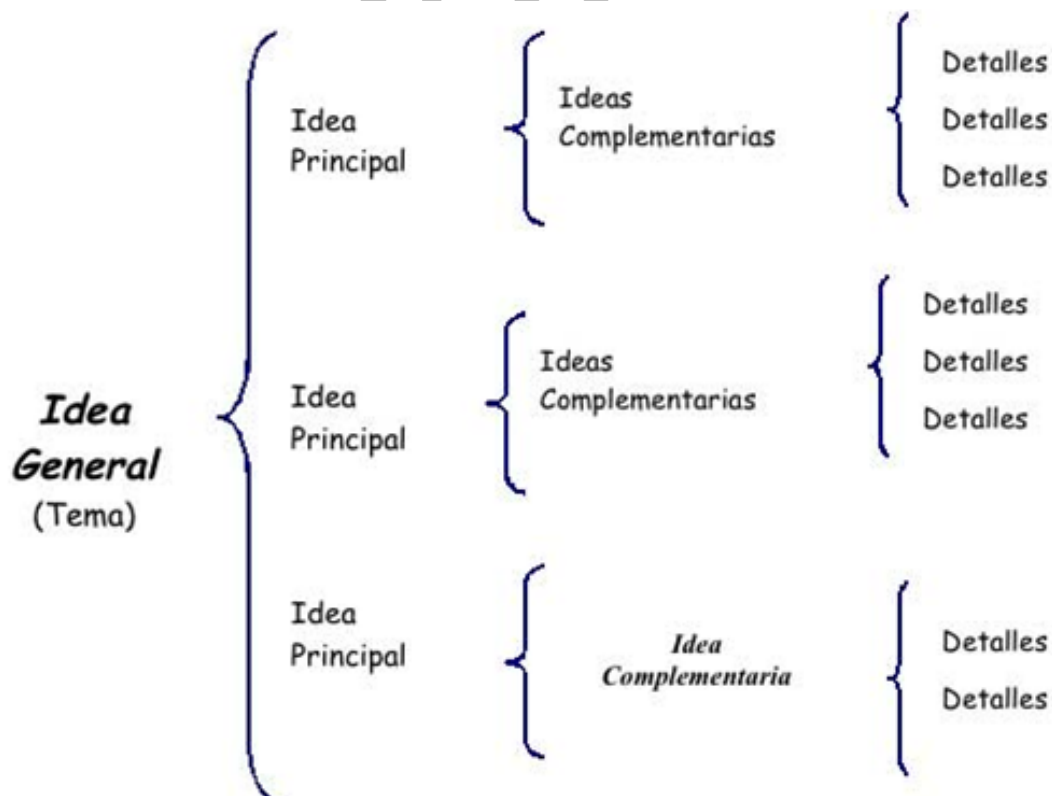 Idea
General
(Tema)
Idea
Principal
Ideas
Complementarias
Detalles
Detalles
Detalles
Idea
Principal
Ideas
Complementarias
Detalles
Detalles
Detalles
Idea
Principal
Idea
Complementaria
Detalles
Detalles